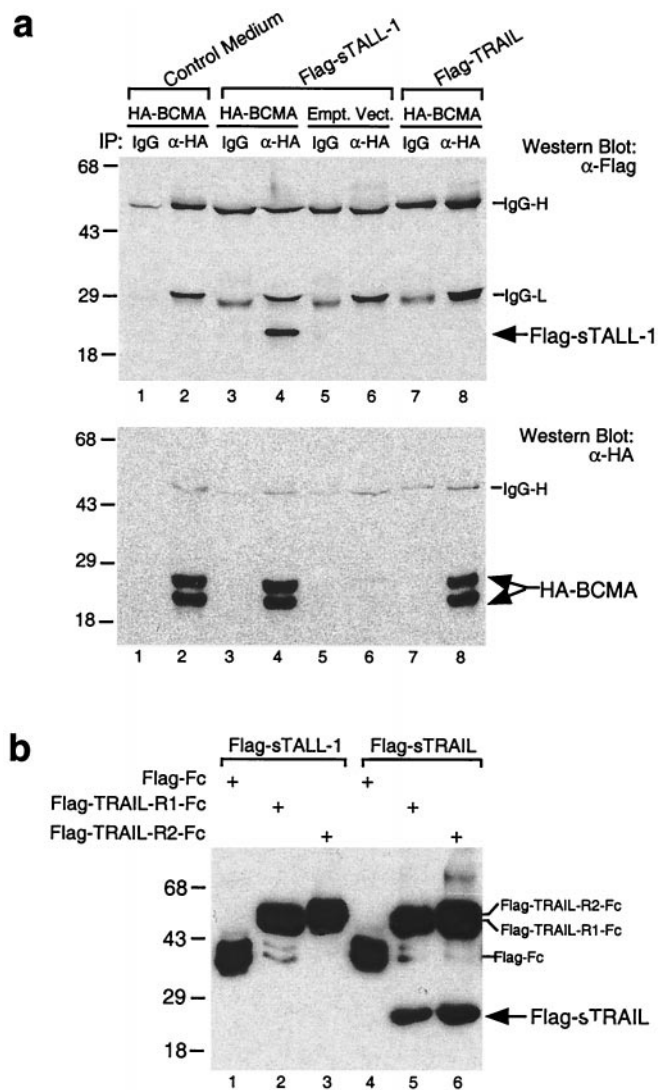 a
Control Medium Flag-sTALL-1 Flag-TRAIL
HA-BCMA HA-BCMA Empt. Vect. HA-BCMA
IP: IgG α-HA IgG α-HA IgG α-HA IgG α-HA
Western Blot:
α-Flag
68
IgG-H
43
29
IgG-L
Flag-sTALL-1
18
1 2 3 4 5 6 7 8
Western Blot:
α-HA
68
IgG-H
43
29
HA-BCMA
18
1 2 3 4 5 6 7 8
b
Flag-sTALL-1 Flag-sTRAIL
Flag-Fc + +
Flag-TRAIL-R1-Fc + +
Flag-TRAIL-R2-Fc + +
68
Flag-TRAIL-R2-Fc
Flag-TRAIL-R1-Fc
43
Flag-Fc
29
Flag-sTRAIL
18
1 2 3 4 5 6